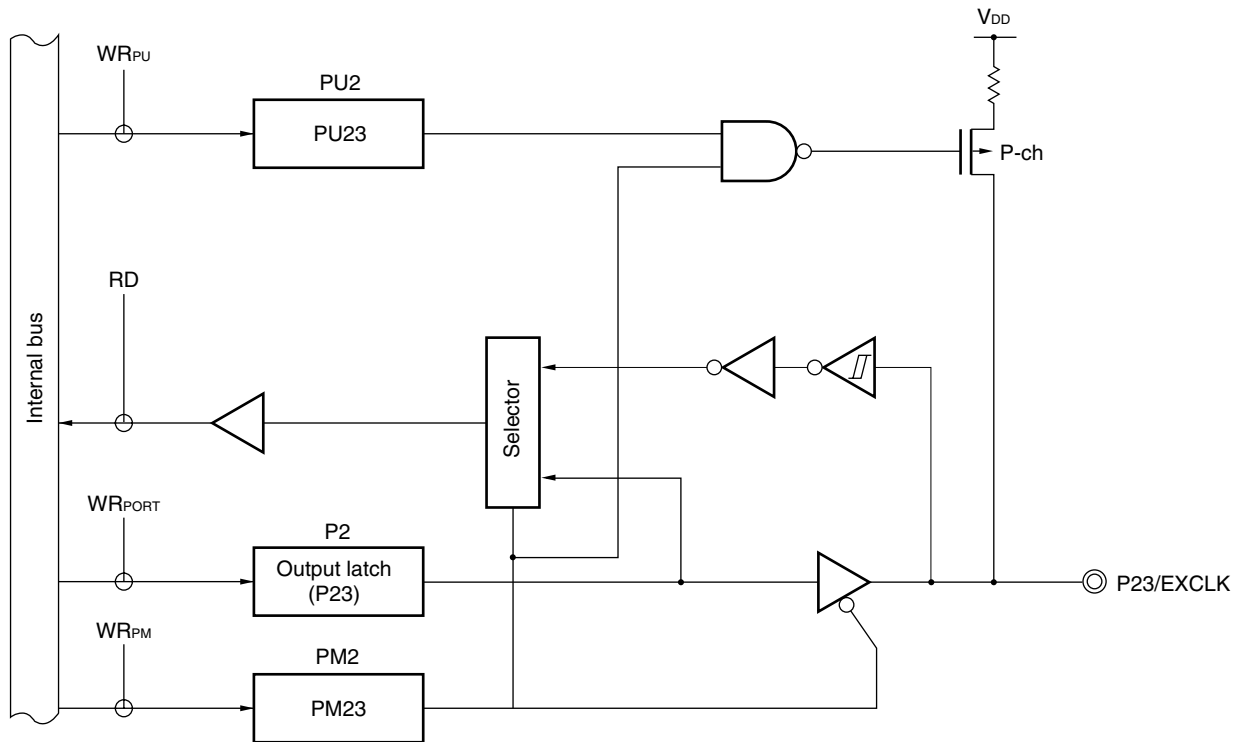 VDD
WRPU
PU2
PU23
P-ch
RD
Internal bus
Selector
WRPORT
P2
Output latch
(P23)
P23/EXCLK
WRPM
PM2
PM23